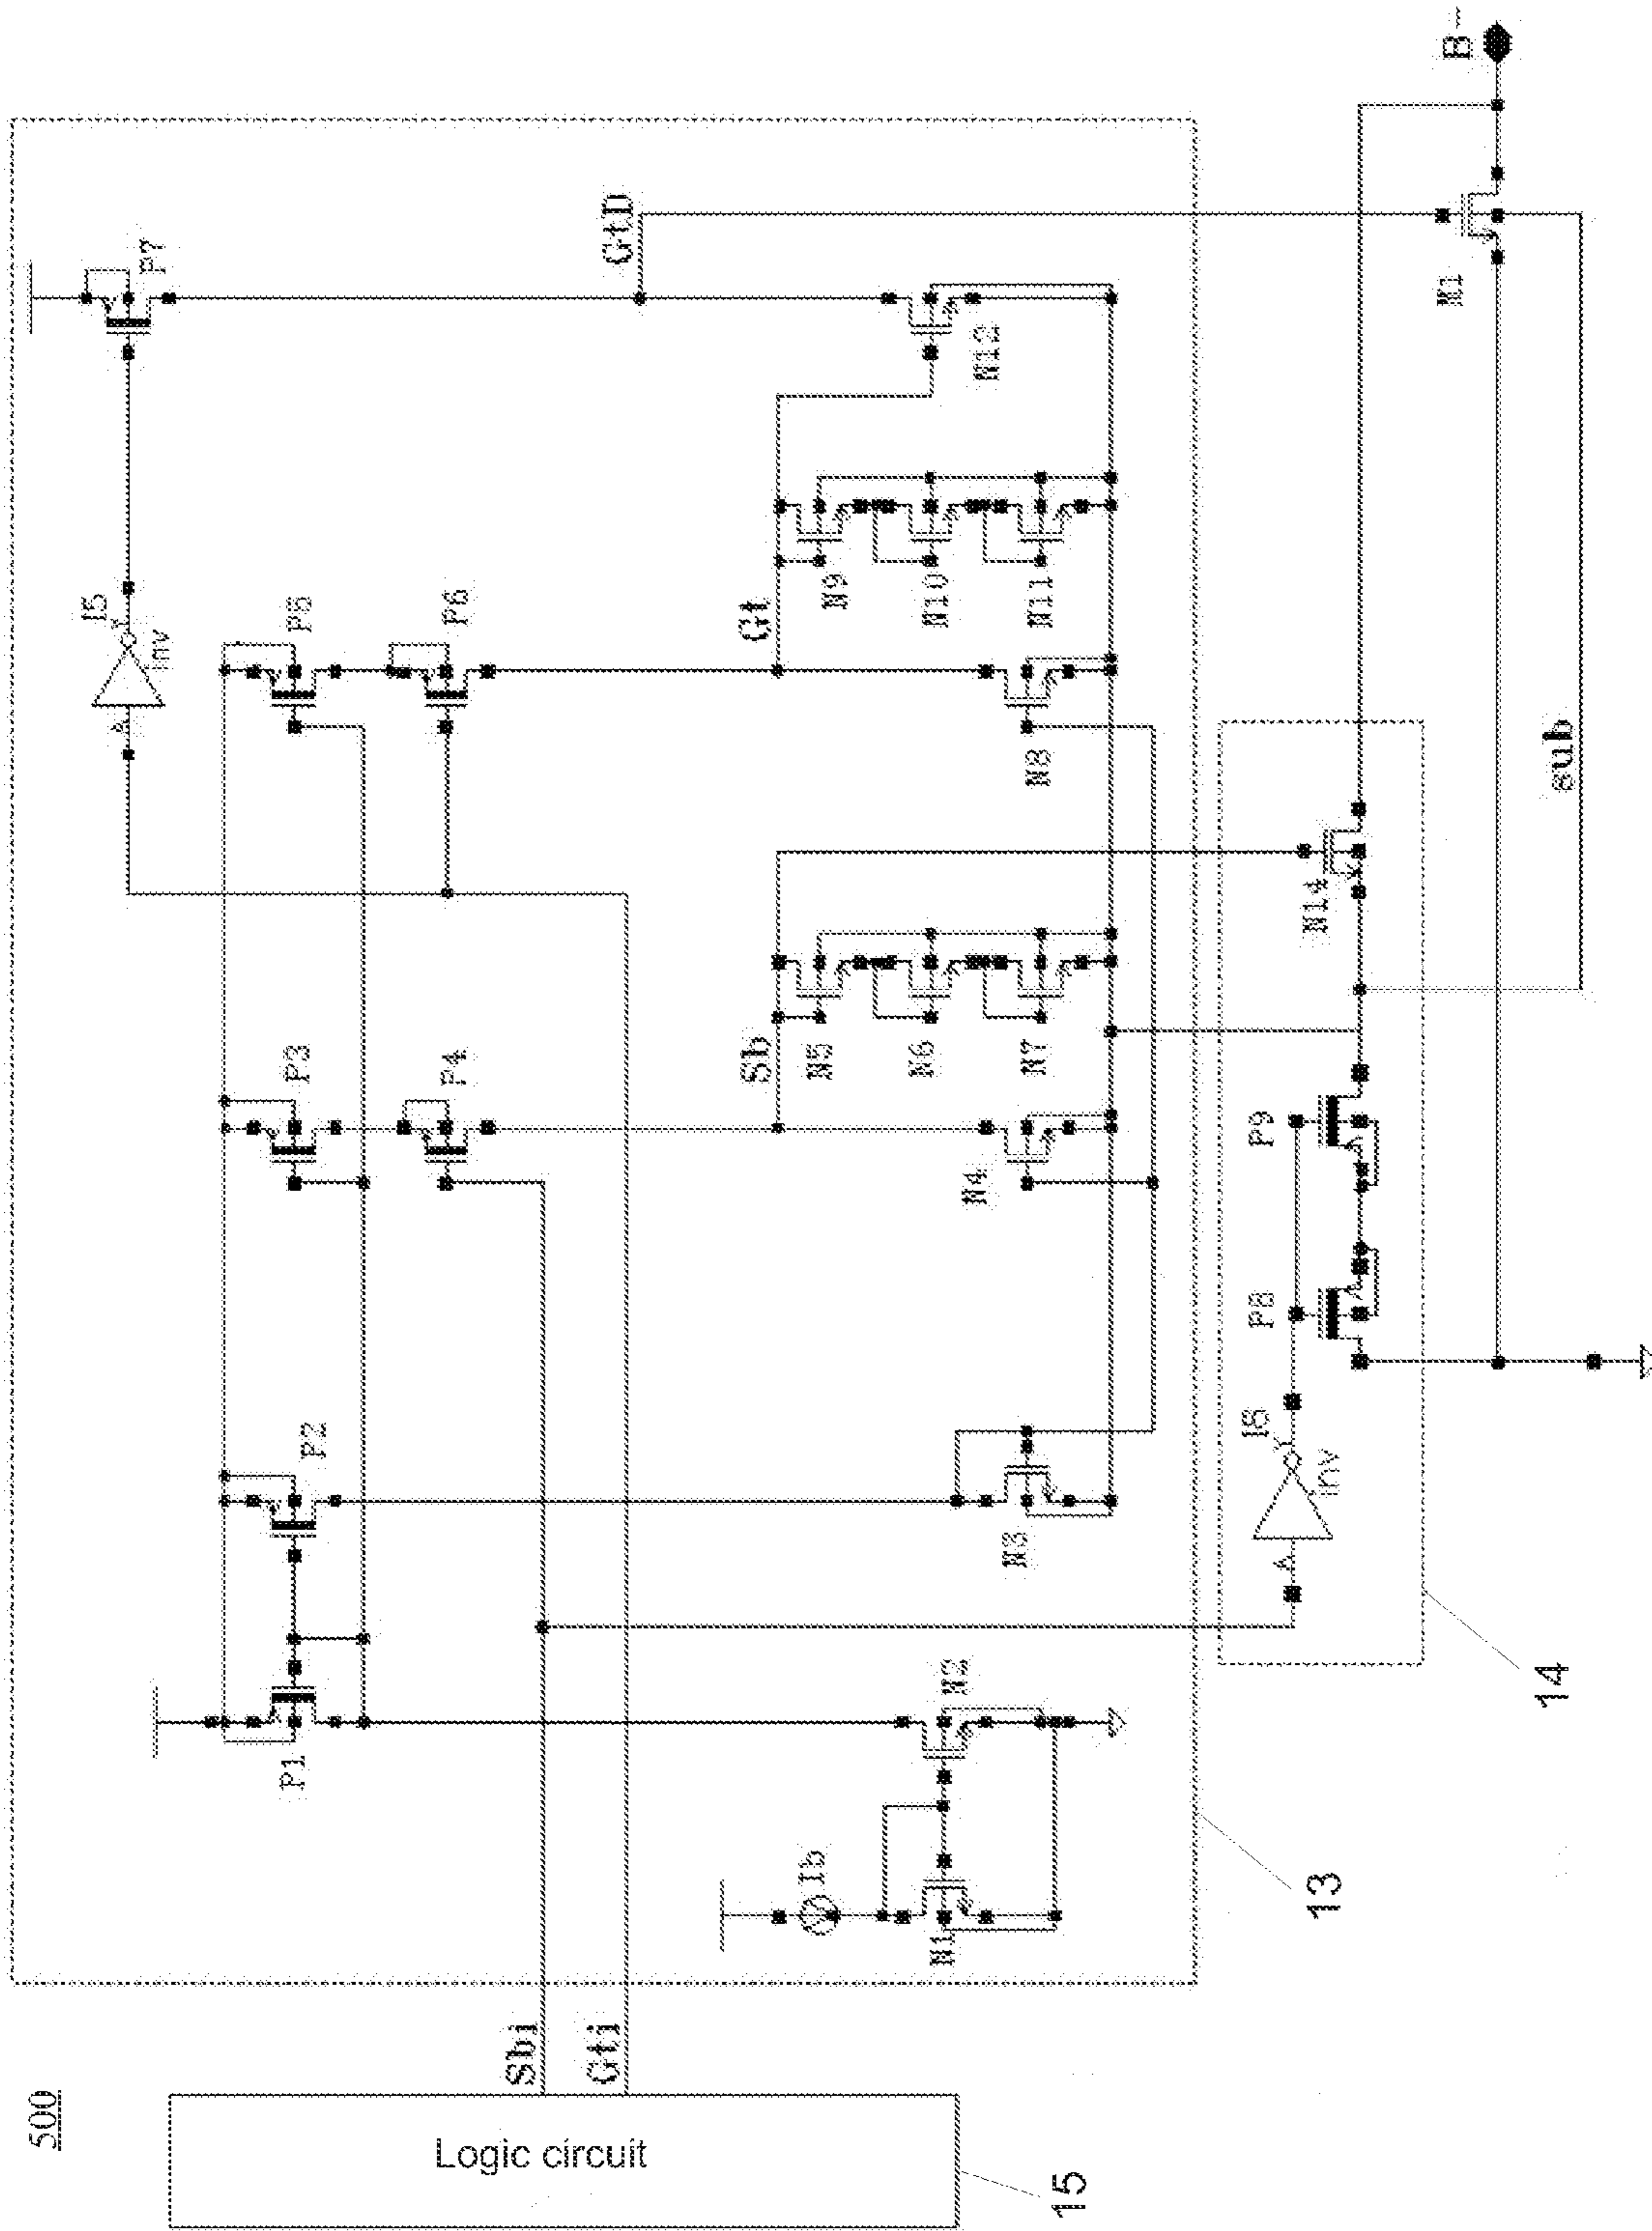 500
Logic circuit
15
Sbi
Gti
13
14
P1
P2
P3
P4
P5
P6
P7
I5
A
Y
inv
Ib
N1
N2
N3
N4
Sb
N5
N6
N7
N8
Gt
N9
N10
N11
N12
GtD
I8
A
Y
inv
P8
P9
N14
sub
M1
B-